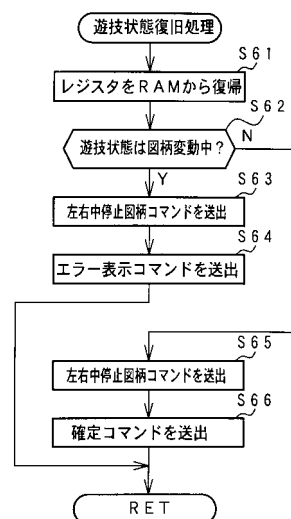 遊技状態復旧処理
S61
レジスタをRAMから復帰
S62
遊技状態は図柄変動中?
N
Y
S63
左右中停止図柄コマンドを送出
S64
エラー表示コマンドを送出
S65
左右中停止図柄コマンドを送出
S66
確定コマンドを送出
RET